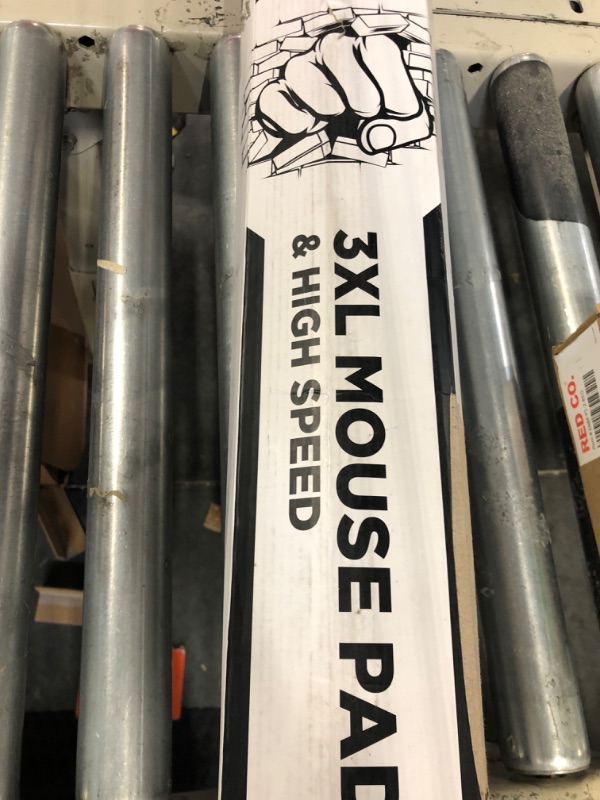 3XL MOUSE PAD
& HIGH SPEED
RED CO.